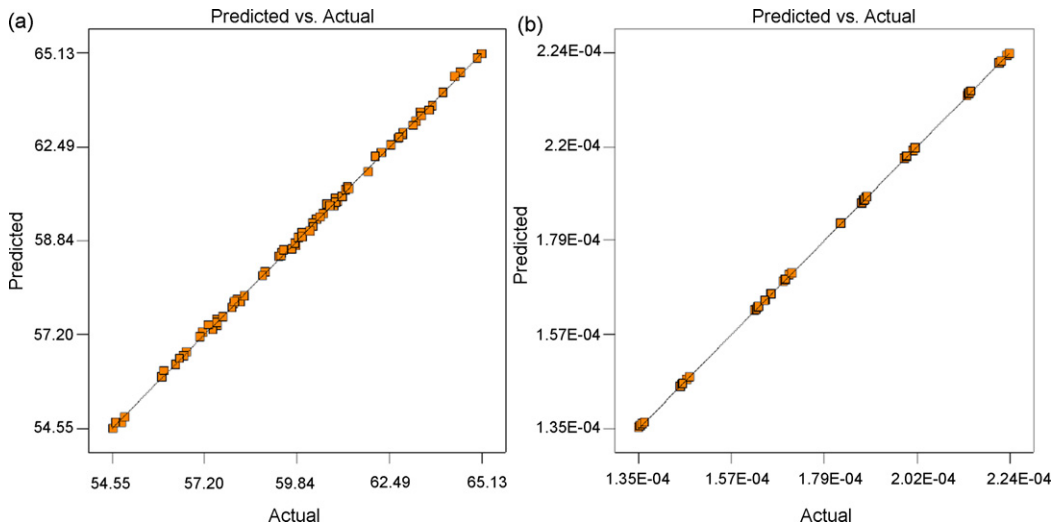 (a)
Predicted vs. Actual
65.13
62.49
58.84
57.20
54.55
Predicted
54.55 57.20 59.84 62.49 65.13
Actual
(b)
Predicted vs. Actual
2.24E-04
2.2E-04
1.79E-04
1.57E-04
1.35E-04
Predicted
1.35E-04 1.57E-04 1.79E-04 2.02E-04 2.24E-04
Actual